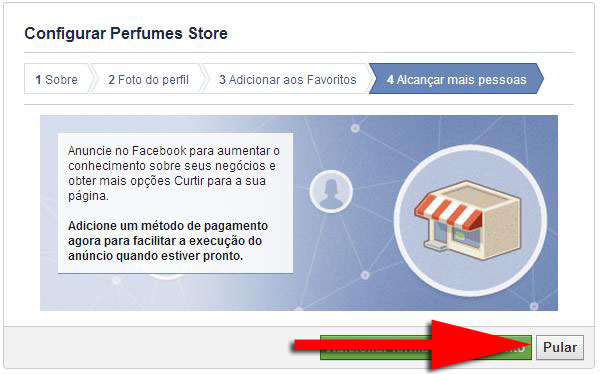 Configurar Perfumes Store
1 Sobre 2 Foto do perfil 3 Adicionar aos Favoritos 4 Alcançar mais pessoas
Anuncie no Facebook para aumentar o
conhecimento sobre seus negócios e
obter mais opções Curtir para a sua
página.
Adicione um método de pagamento
agora para facilitar a execução do
anúncio quando estiver pronto.
Pular